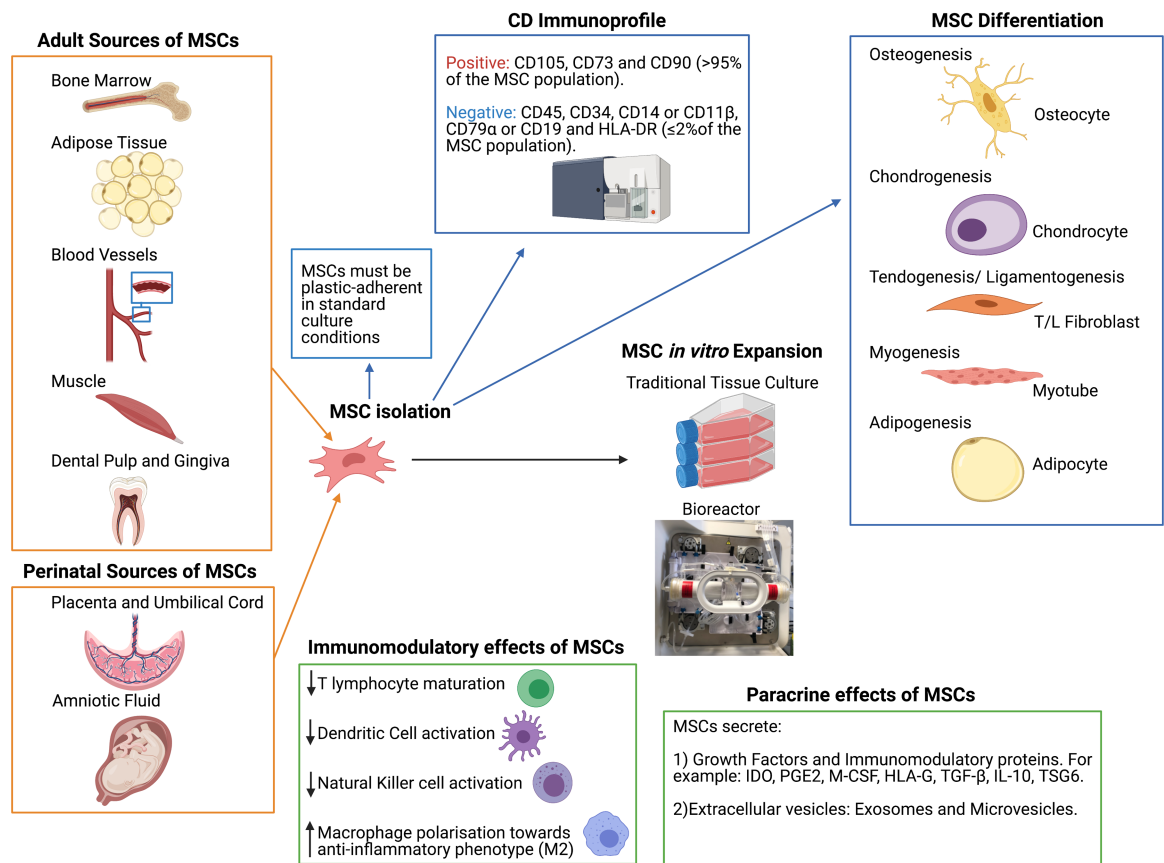 Adult Sources of MSCs
Bone Marrow
Adipose Tissue
Blood Vessels
Muscle
Dental Pulp and Gingiva
Perinatal Sources of MSCs
Placenta and Umbilical Cord
Amniotic Fluid
MSCs must be
plastic-adherent
in standard
culture
conditions
MSC isolation
CD Immunoprofile
Positive: CD105, CD73 and CD90 (>95%
of the MSC population).
Negative: CD45, CD34, CD14 or CD11β,
CD79α or CD19 and HLA-DR (≤2%of the
MSC population).
MSC in vitro Expansion
Traditional Tissue Culture
Bioreactor
MSC Differentiation
Osteogenesis
Osteocyte
Chondrogenesis
Chondrocyte
Tendogenesis/ Ligamentogenesis
T/L Fibroblast
Myogenesis
Myotube
Adipogenesis
Adipocyte
Immunomodulatory effects of MSCs
↓T lymphocyte maturation
↓Dendritic Cell activation
↓Natural Killer cell activation
↑Macrophage polarisation towards
anti-inflammatory phenotype (M2)
Paracrine effects of MSCs
MSCs secrete:
1) Growth Factors and Immunomodulatory proteins. For
example: IDO, PGE2, M-CSF, HLA-G, TGF-β, IL-10, TSG6.
2)Extracellular vesicles: Exosomes and Microvesicles.